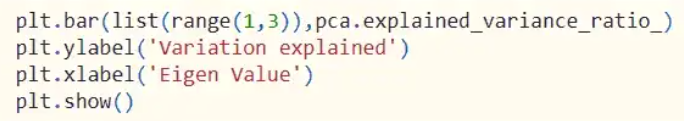 plt.bar(list(range(1,3)),pca.explained_variance_ratio_)
plt.ylabel('Variation explained')
plt.xlabel('Eigen Value')
plt.show()